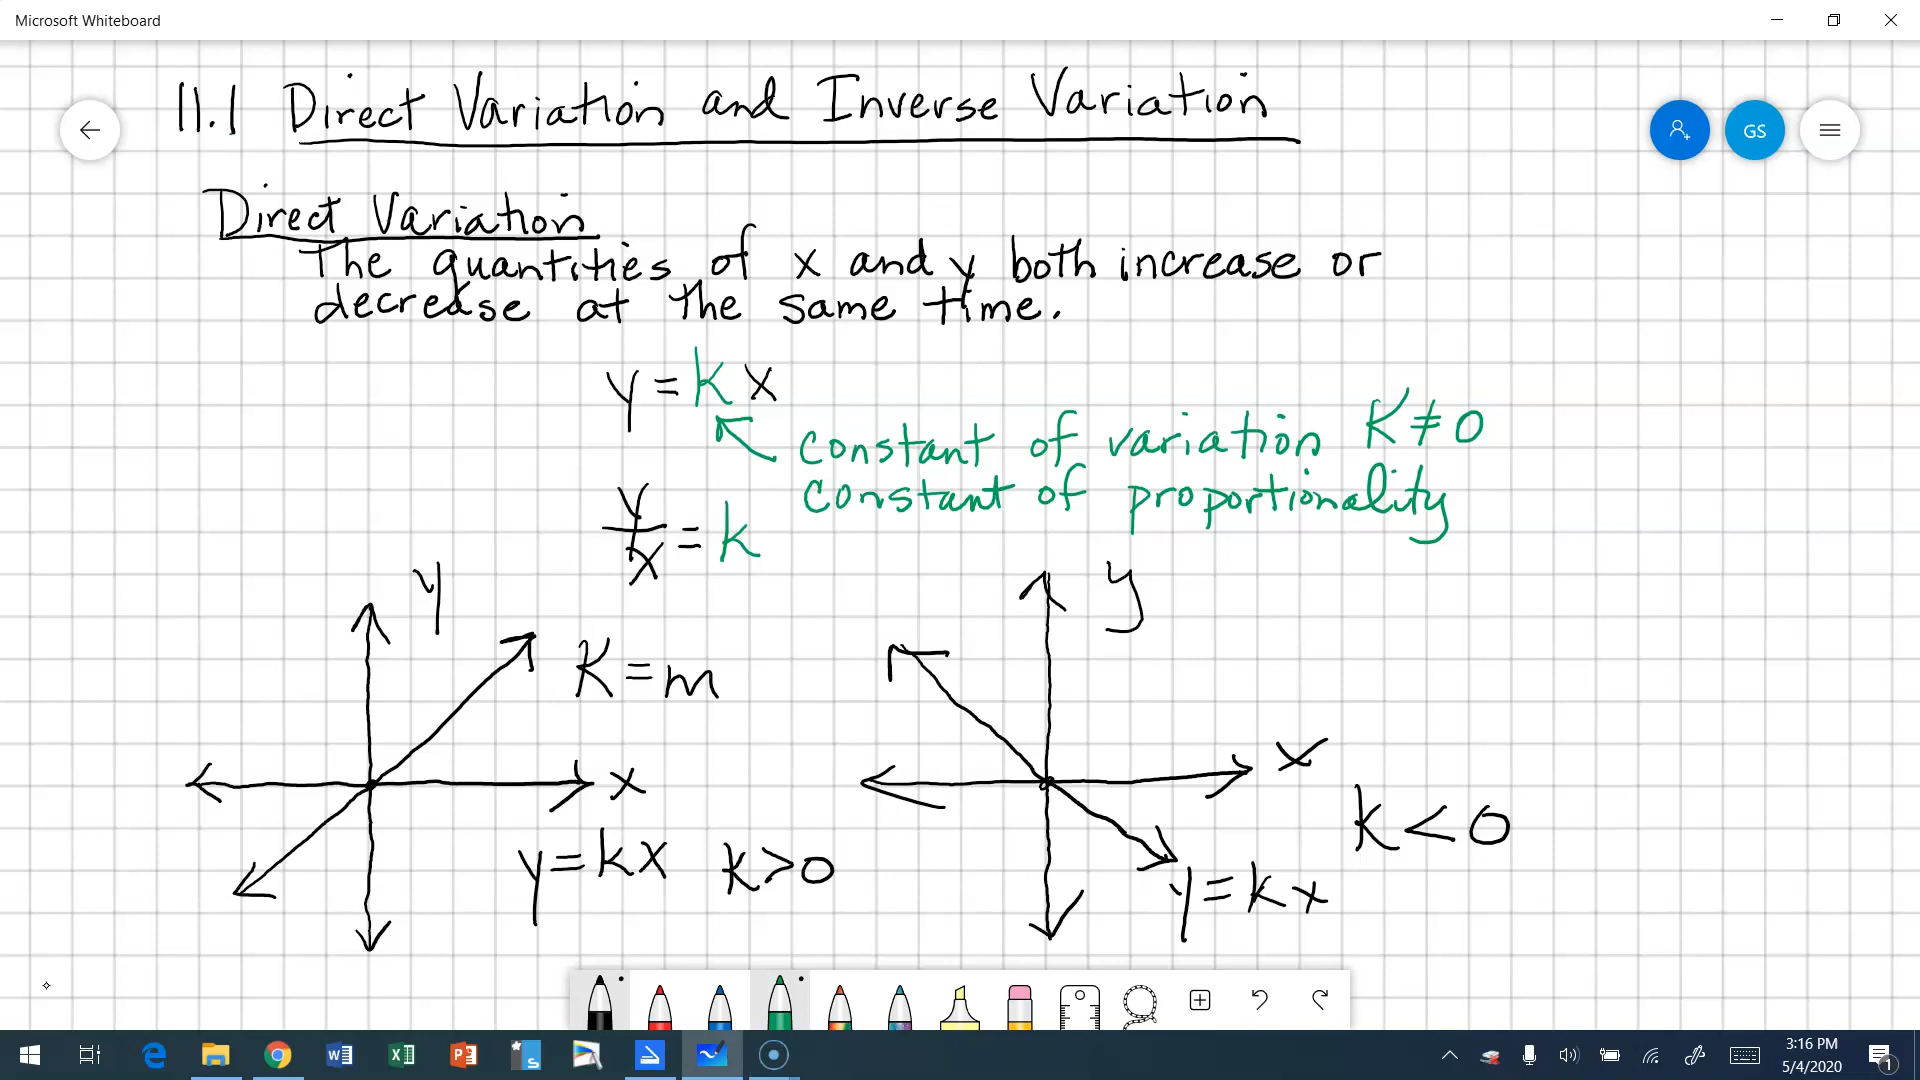 Microsoft Whiteboard
11.1 Direct Variation and Inverse Variation
GS
Direct Variation
The quantities of x and y both increase or
decrease at the same time.
y = kx
constant of variation K ≠ 0
constant of proportionality
y/x = k
y
K = m
x
y = kx k > 0
y
x
k < 0
y = kx
3:16 PM
5/4/2020
1